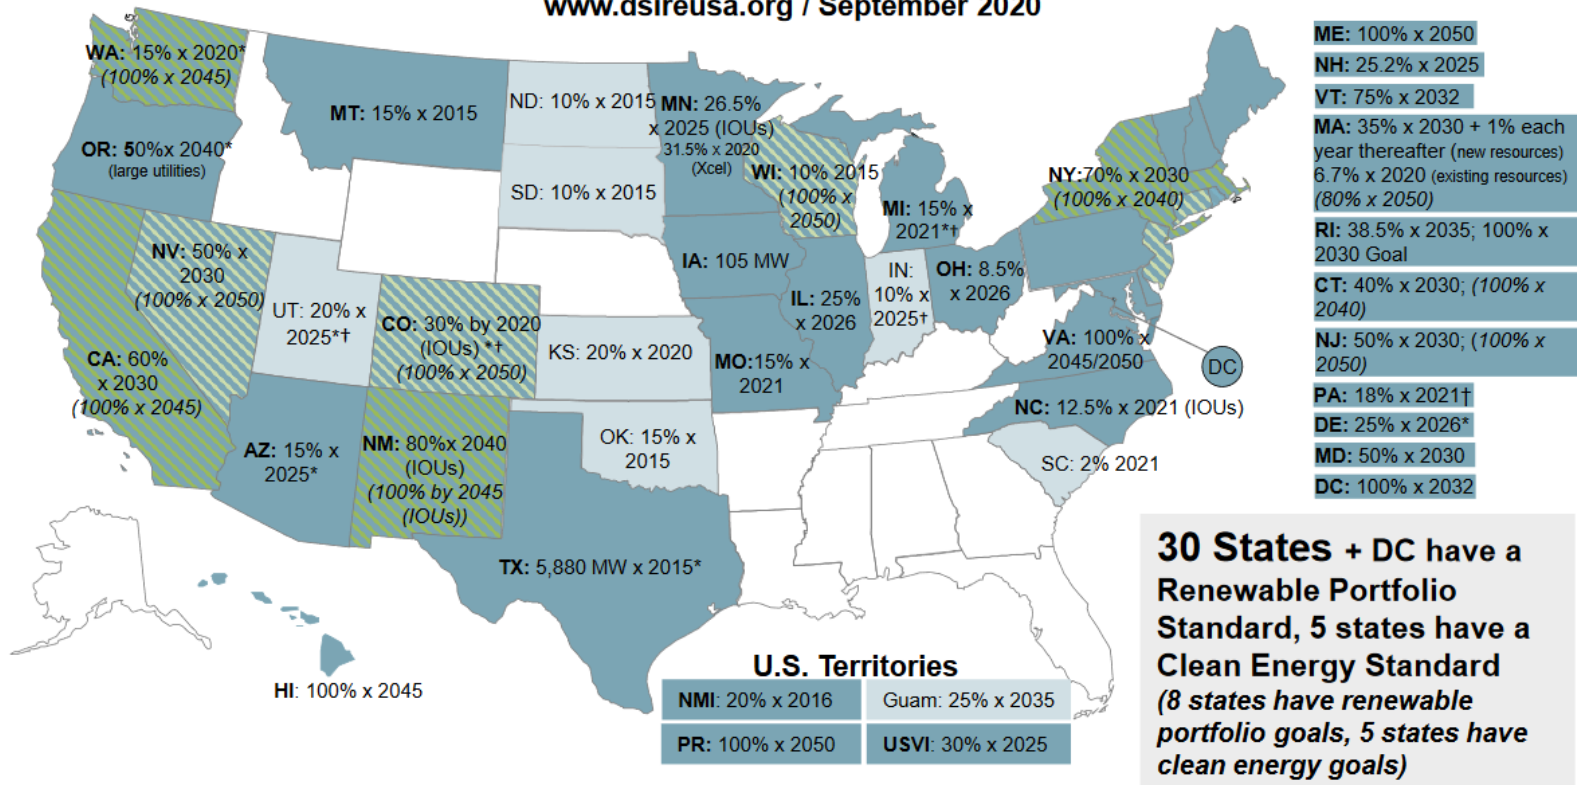 www.dsireusa.org / September 2020
WA: 15% x 2020*
(100% x 2045)
OR: 50%x 2040*
(large utilities)
MT: 15% x 2015
ND: 10% x 2015
SD: 10% x 2015
MN: 26.5%
x 2025 (IOUs)
31.5% x 2020
(Xcel)
WI: 10% 2015
(100% x
2050)
MI: 15% x
2021*†
NY:70% x 2030
(100% x 2040)
NV: 50% x
2030
(100% x 2050)
UT: 20% x
2025*†
CO: 30% by 2020
(IOUs) *†
(100% x 2050)
CA: 60%
x 2030
(100% x 2045)
KS: 20% x 2020
IA: 105 MW
IL: 25%
x 2026
IN:
10% x
2025†
OH: 8.5%
x 2026
MO:15% x
2021
VA: 100% x
2045/2050
DC
NC: 12.5% x 2021 (IOUs)
AZ: 15% x
2025*
NM: 80%x 2040
(IOUs)
(100% by 2045
(IOUs))
OK: 15% x
2015
SC: 2% 2021
TX: 5,880 MW x 2015*
HI: 100% x 2045
U.S. Territories
NMI: 20% x 2016
Guam: 25% x 2035
PR: 100% x 2050
USVI: 30% x 2025
ME: 100% x 2050
NH: 25.2% x 2025
VT: 75% x 2032
MA: 35% x 2030 + 1% each
year thereafter (new resources)
6.7% x 2020 (existing resources)
(80% x 2050)
RI: 38.5% x 2035; 100% x
2030 Goal
CT: 40% x 2030; (100% x
2040)
NJ: 50% x 2030; (100% x
2050)
PA: 18% x 2021†
DE: 25% x 2026*
MD: 50% x 2030
DC: 100% x 2032
30 States + DC have a
Renewable Portfolio
Standard, 5 states have a
Clean Energy Standard
(8 states have renewable
portfolio goals, 5 states have
clean energy goals)